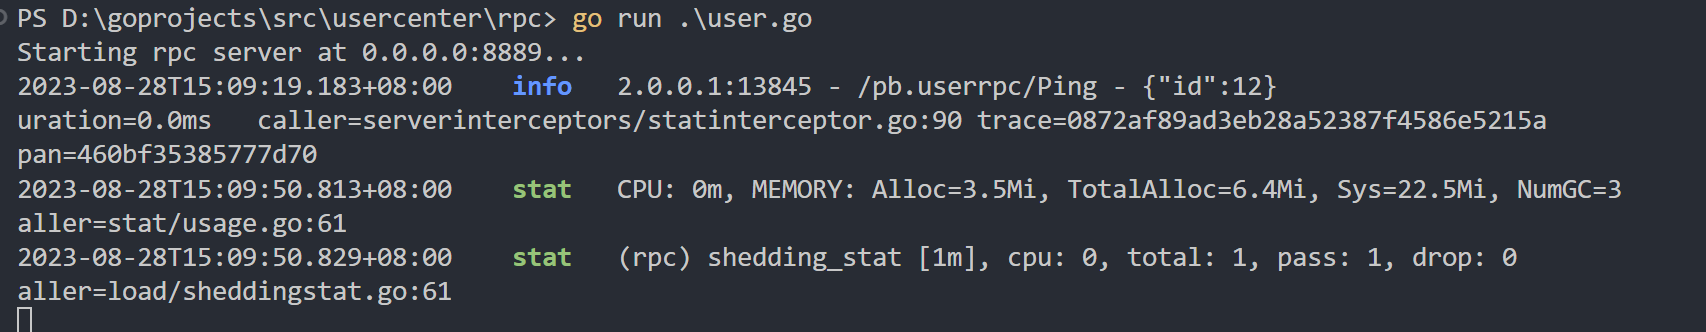 PS D:\goprojects\src\usercenter\rpc> go run .\user.go
Starting rpc server at 0.0.0.0:8889...
2023-08-28T15:09:19.183+08:00    info   2.0.0.1:13845 - /pb.userrpc/Ping - {"id":12}
uration=0.0ms   caller=serverinterceptors/statinterceptor.go:90 trace=0872af89ad3eb28a52387f4586e5215a
pan=460bf35385777d70
2023-08-28T15:09:50.813+08:00    stat   CPU: 0m, MEMORY: Alloc=3.5Mi, TotalAlloc=6.4Mi, Sys=22.5Mi, NumGC=3
aller=stat/usage.go:61
2023-08-28T15:09:50.829+08:00    stat   (rpc) shedding_stat [1m], cpu: 0, total: 1, pass: 1, drop: 0
aller=load/sheddingstat.go:61